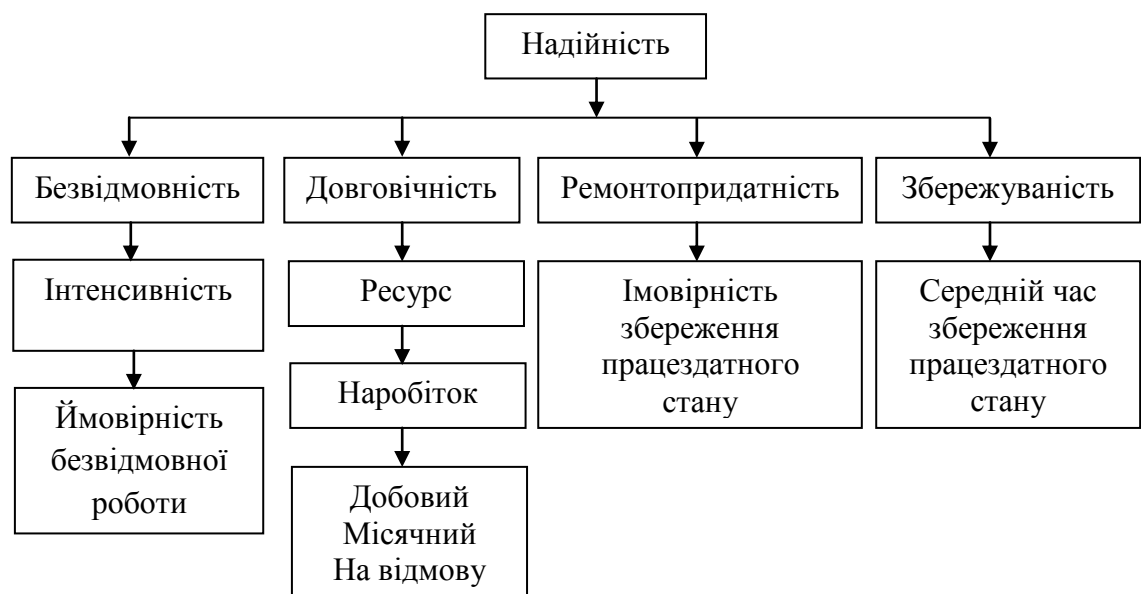 Надійність
Безвідмовність
Довговічність
Ремонтопридатність
Збережуваність
Інтенсивність
Ресурс
Імовірність
збереження
працездатного
стану
Середній час
збереження
працездатного
стану
Наробіток
Ймовірність
безвідмовної
роботи
Добовий
Місячний
На відмову